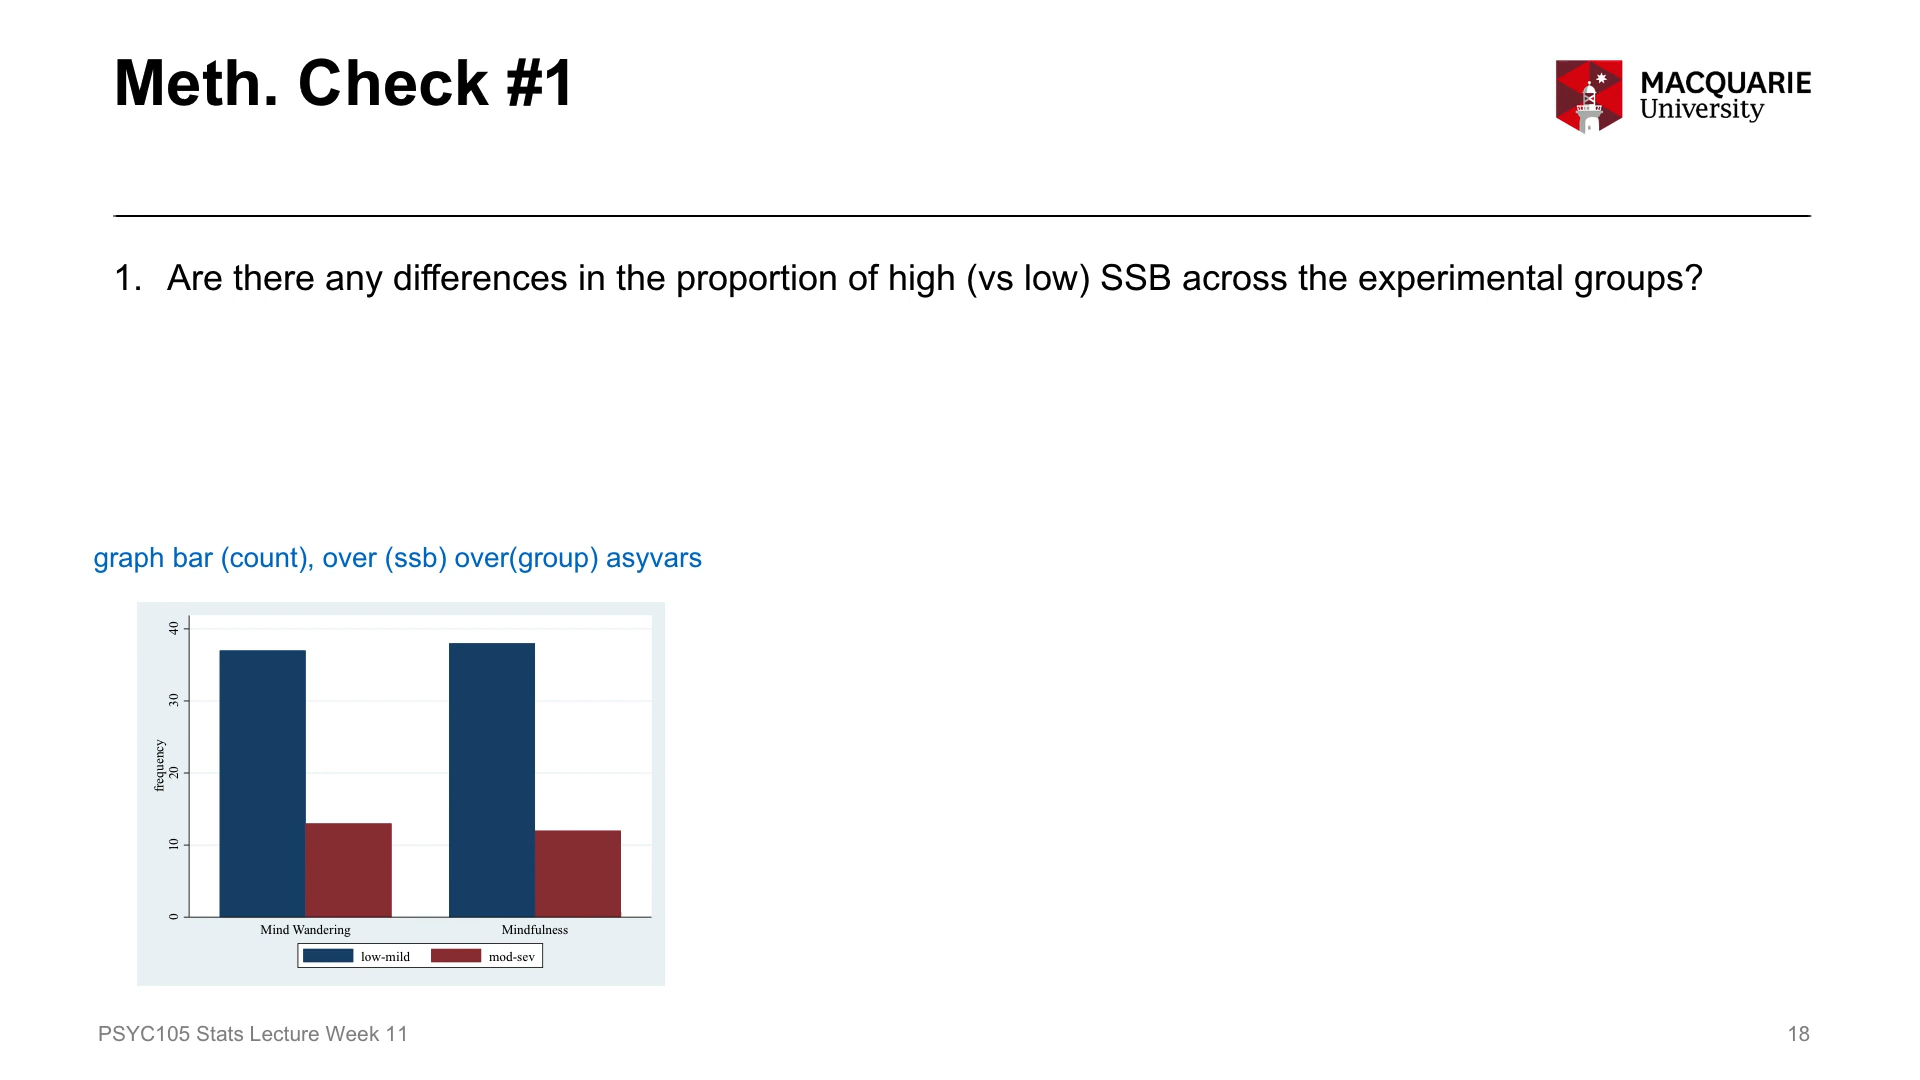 Meth. Check #1
MACQUARIE
University
1. Are there any differences in the proportion of high (vs low) SSB across the experimental groups?
graph bar (count), over (ssb) over(group) asyvars
40
30
20
10
0
frequency
Mind Wandering Mindfulness
low-mild mod-sev
PSYC105 Stats Lecture Week 11 18